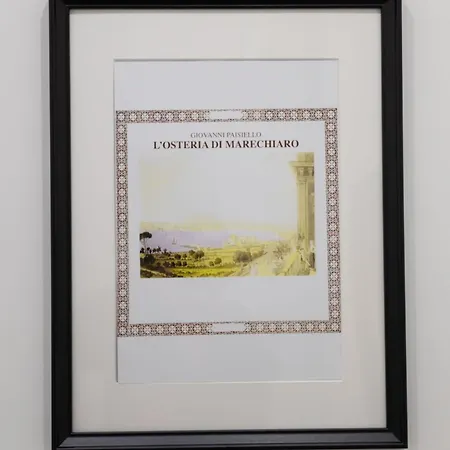 GIOVANNI PAISIELLO
L'OSTERIA DI MARECHIARO